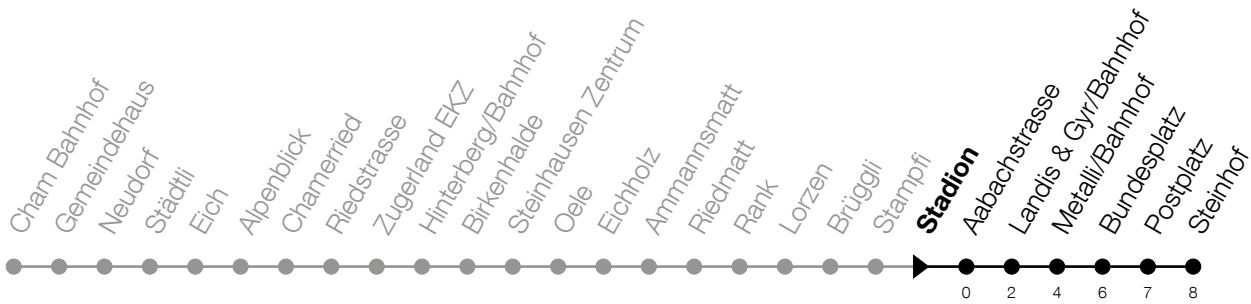 Cham Bahnhof
Gemeindehaus
Neudorf
Städtli
Eich
Alpenblick
Chamerried
Riedstrasse
Zugerland EKZ
Hinterberg/Bahnhof
Birkenhalde
Steinhausen Zentrum
Oele
Eichholz
Ammannsmatt
Riedmatt
Rank
Lorzen
Brüggli
Stampfi
Stadion
Aabachstrasse
Landis & Gyr/Bahnhof
Metalli/Bahnhof
Bundesplatz
Postplatz
Steinhof
0 2 4 6 7 8